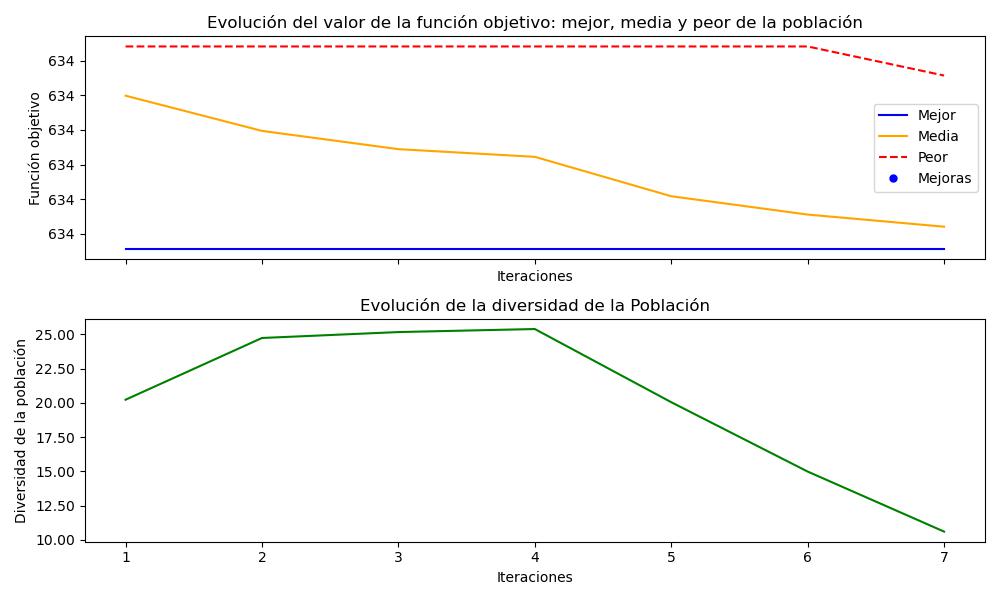 Evolución del valor de la función objetivo: mejor, media y peor de la población
634
634
634
634
634
634
Función objetivo
Mejor
Media
Peor
Mejoras
Iteraciones
Evolución de la diversidad de la Población
25.00
22.50
20.00
17.50
15.00
12.50
10.00
Diversidad de la población
1 2 3 4 5 6 7
Iteraciones